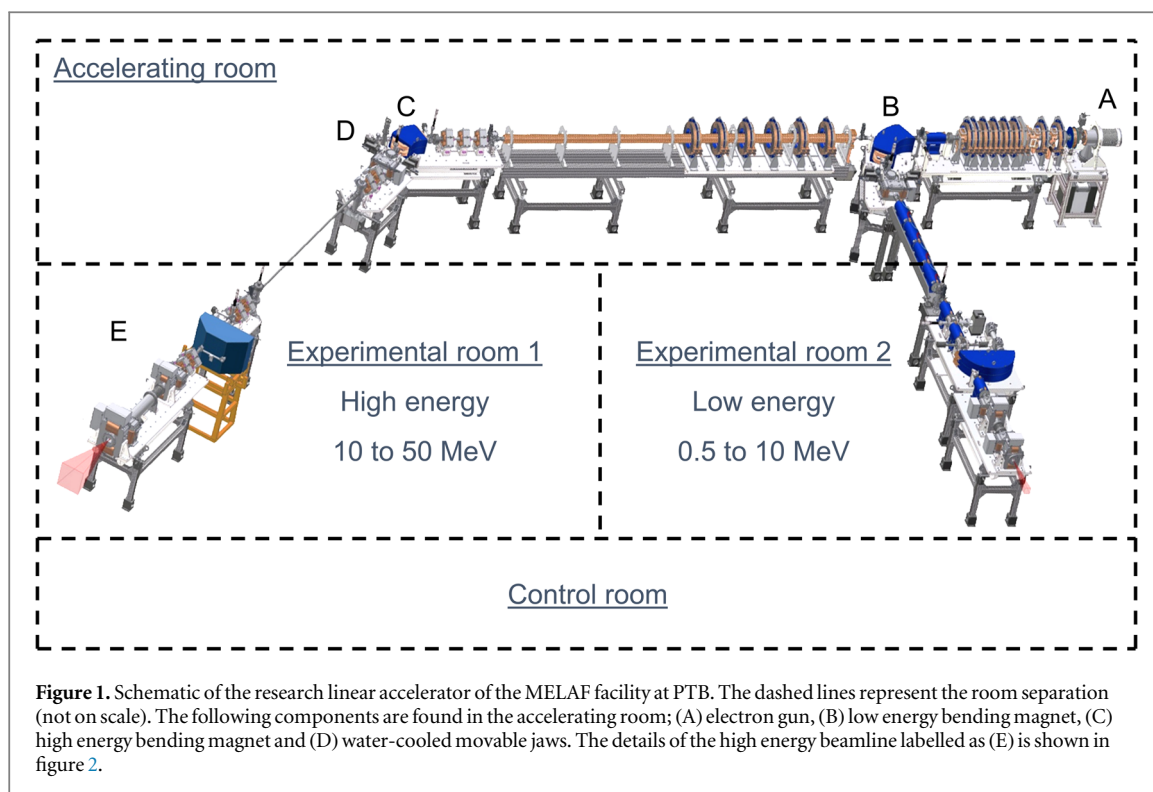 Accelerating room
A
B
C
D
E
Experimental room 1
High energy
10 to 50 MeV
Experimental room 2
Low energy
0.5 to 10 MeV
Control room
Figure 1. Schematic of the research linear accelerator of the MELAF facility at PTB. The dashed lines represent the room separation
(not on scale). The following components are found in the accelerating room; (A) electron gun, (B) low energy bending magnet, (C)
high energy bending magnet and (D) water-cooled movable jaws. The details of the high energy beamline labelled as (E) is shown in
figure 2.